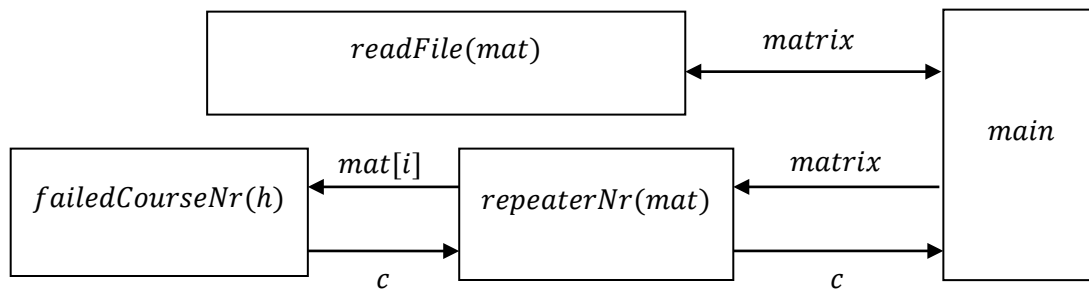 readFile(mat)
matrix
main
failedCourseNr(h)
mat[i]
repeaterNr(mat)
matrix
c
c